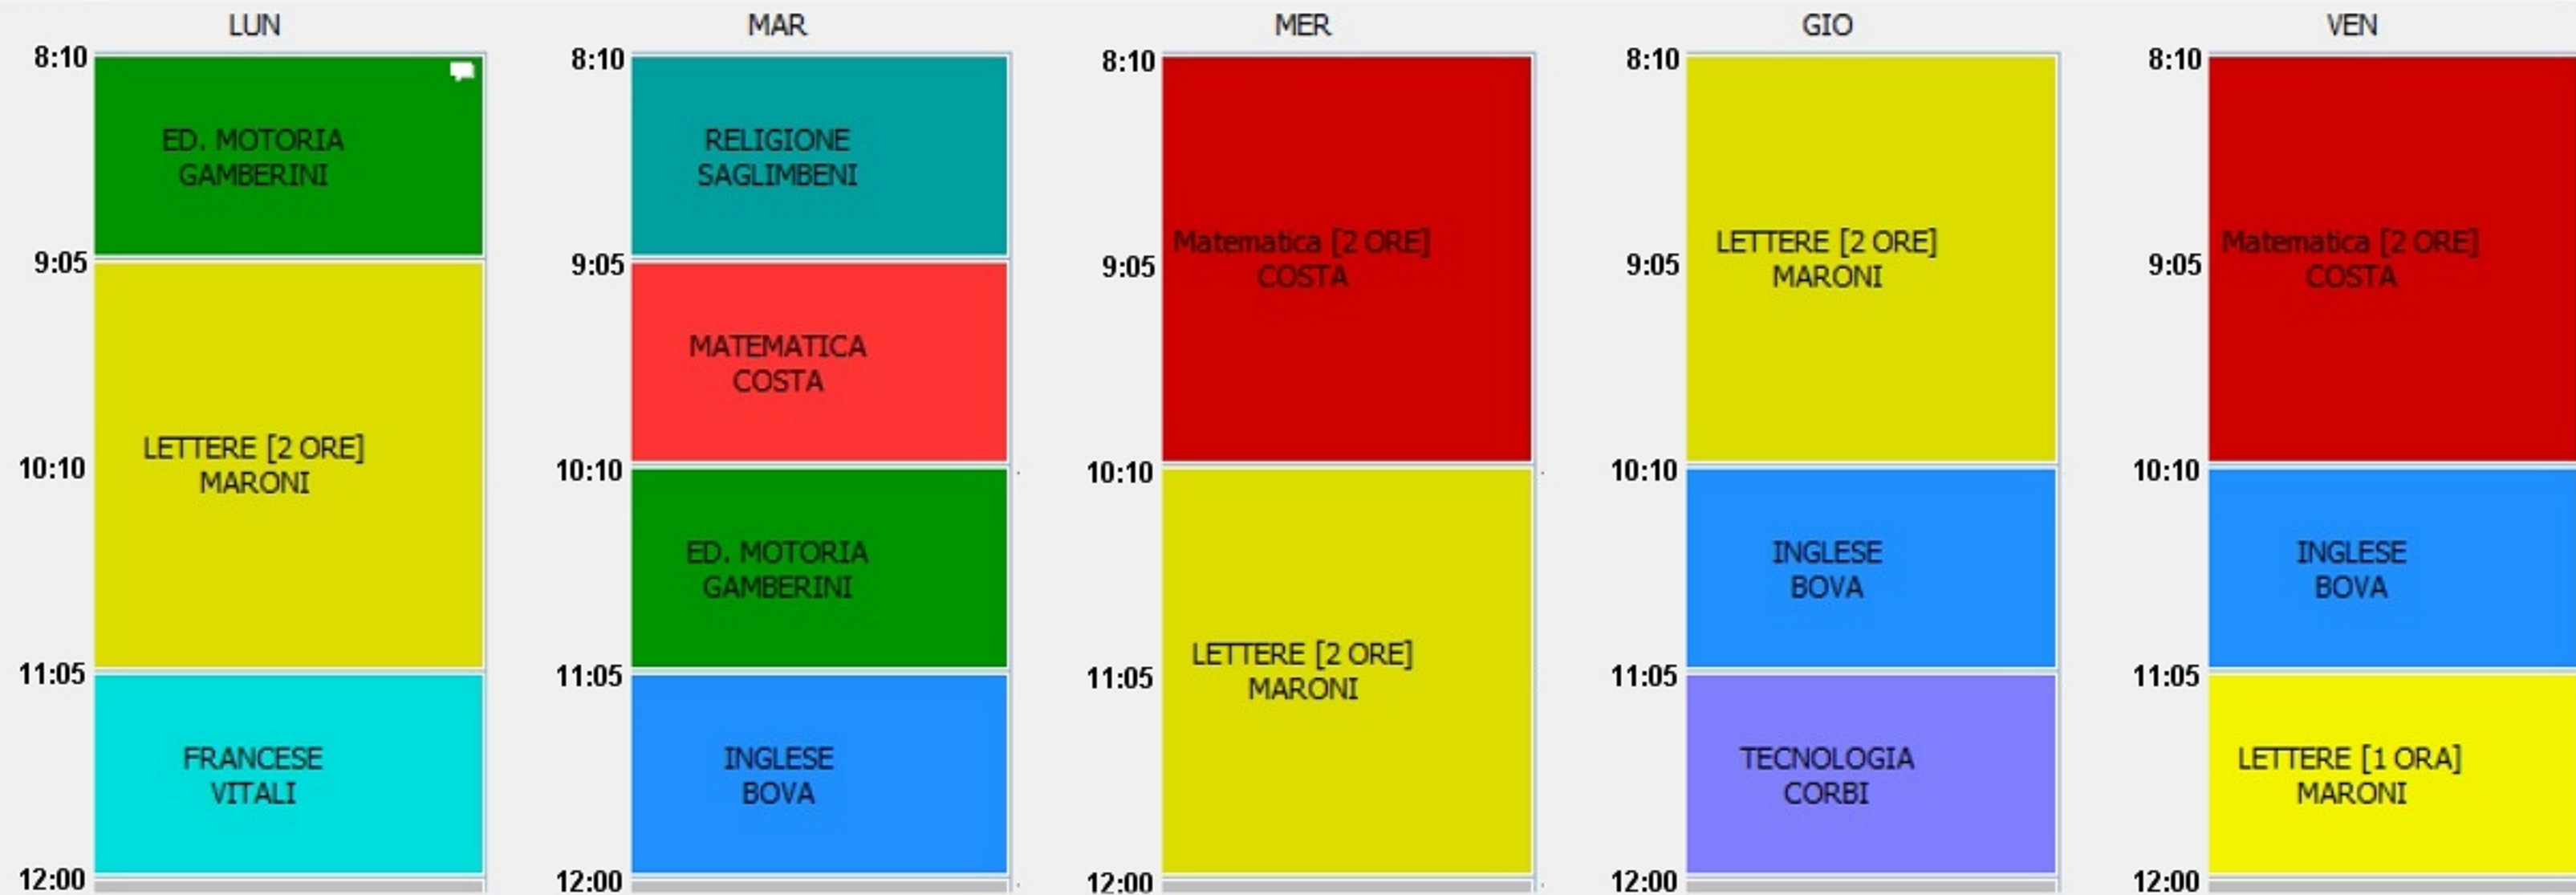 LUN
8:10
ED. MOTORIA
GAMBERINI
9:05
LETTERE [2 ORE]
10:10
MARONI
11:05
FRANCESE
VITALI
12:00
MAR
8:10
RELIGIONE
SAGLIMBENI
9:05
MATEMATICA
COSTA
10:10
ED. MOTORIA
GAMBERINI
11:05
INGLESE
BOVA
12:00
MER
8:10
Matematica [2 ORE]
9:05
COSTA
10:10
LETTERE [2 ORE]
11:05
MARONI
12:00
GIO
8:10
LETTERE [2 ORE]
9:05
MARONI
10:10
INGLESE
BOVA
11:05
TECNOLOGIA
CORBI
12:00
VEN
8:10
Matematica [2 ORE]
9:05
COSTA
10:10
INGLESE
BOVA
11:05
LETTERE [1 ORA]
MARONI
12:00